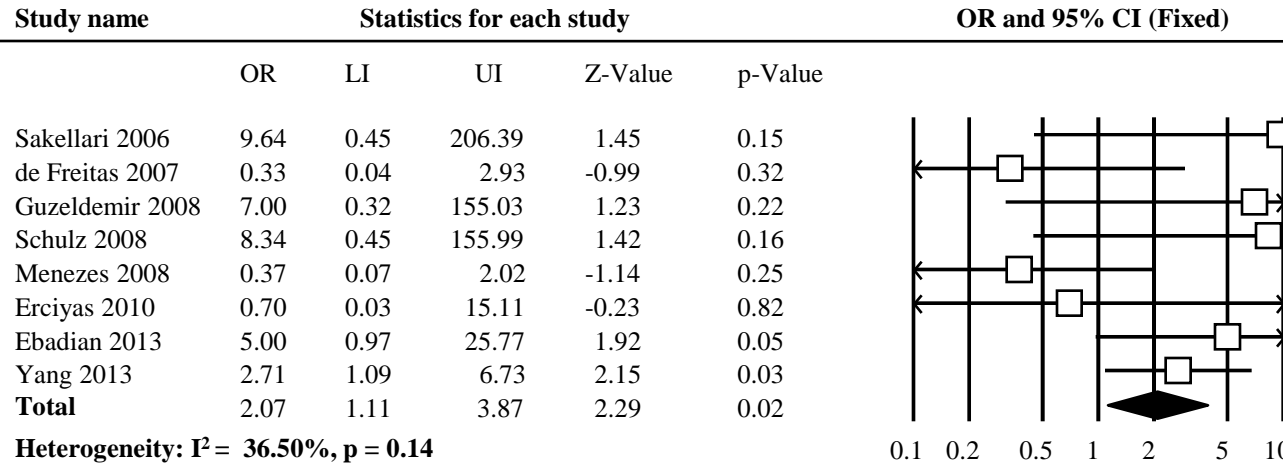 Study name Statistics for each study OR and 95% CI (Fixed)
OR LI UI Z-Value p-Value
Sakellari 2006 9.64 0.45 206.39 1.45 0.15
de Freitas 2007 0.33 0.04 2.93 -0.99 0.32
Guzeldemir 2008 7.00 0.32 155.03 1.23 0.22
Schulz 2008 8.34 0.45 155.99 1.42 0.16
Menezes 2008 0.37 0.07 2.02 -1.14 0.25
Erciyas 2010 0.70 0.03 15.11 -0.23 0.82
Ebadian 2013 5.00 0.97 25.77 1.92 0.05
Yang 2013 2.71 1.09 6.73 2.15 0.03
Total 2.07 1.11 3.87 2.29 0.02
Heterogeneity: I² = 36.50%, p = 0.14 0.1 0.2 0.5 1 2 5 10